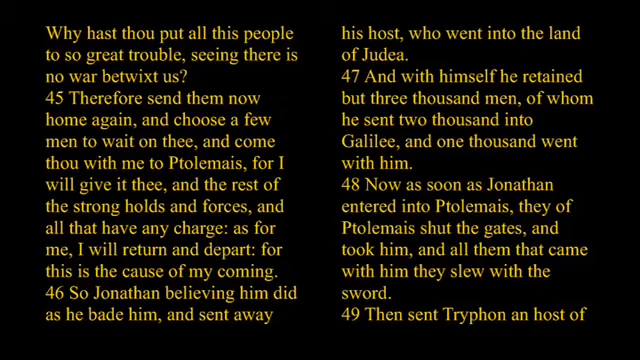 Why hast thou put all this people
to so great trouble, seeing there is
no war betwixt us?
45 Therefore send them now
home again, and choose a few
men to wait on thee, and come
thou with me to Ptolemais, for I
will give it thee, and the rest of
the strong holds and forces, and
all that have any charge: as for
me, I will return and depart: for
this is the cause of my coming.
46 So Jonathan believing him did
as he bade him, and sent away
his host, who went into the land
of Judea.
47 And with himself he retained
but three thousand men, of whom
he sent two thousand into
Galilee, and one thousand went
with him.
48 Now as soon as Jonathan
entered into Ptolemais, they of
Ptolemais shut the gates, and
took him, and all them that came
with him they slew with the
sword.
49 Then sent Tryphon an host of